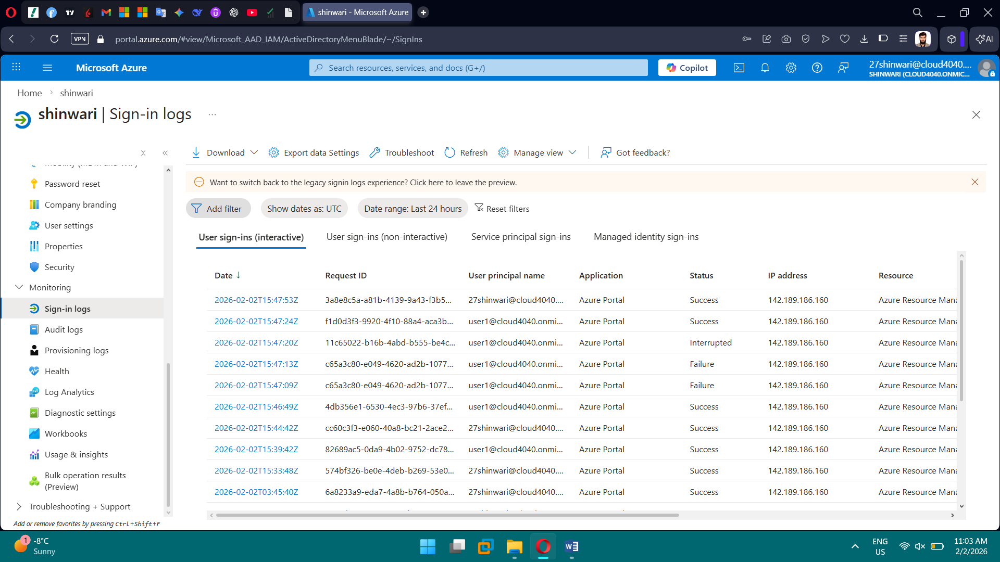 shinwari - Microsoft Azure
VPN
portal.azure.com/#view/Microsoft_AAD_IAM/ActiveDirectoryMenuBlade/~/SignIns
AI
Microsoft Azure
Search resources, services, and docs (G+/)
Copilot
27shinwari@cloud4040....
SHINWARI (CLOUD4040.ONMIC...
Home > shinwari
shinwari | Sign-in logs ...
Download
Export data Settings
Troubleshoot
Refresh
Manage view
Got feedback?
Want to switch back to the legacy signin logs experience? Click here to leave the preview.
Password reset
Company branding
User settings
Properties
Security
Monitoring
Sign-in logs
Audit logs
Provisioning logs
Health
Log Analytics
Diagnostic settings
Workbooks
Usage & insights
Bulk operation results
(Preview)
Troubleshooting + Support
Add or remove favorites by pressing Ctrl+Shift+F
Add filter
Show dates as: UTC
Date range: Last 24 hours
Reset filters
User sign-ins (interactive)
User sign-ins (non-interactive)
Service principal sign-ins
Managed identity sign-ins
Date ↓ Request ID User principal name Application Status IP address Resource
2026-02-02T15:47:53Z 3a8e8c5a-a81b-4139-9a43-f3b5... 27shinwari@cloud4040.... Azure Portal Success 142.189.186.160 Azure Resource Mana
2026-02-02T15:47:24Z f1d0d3f3-9920-4f10-88a4-aca3b... user1@cloud4040.onmi... Azure Portal Success 142.189.186.160 Azure Resource Mana
2026-02-02T15:47:20Z 11c65022-b16b-4abd-b555-be4c... user1@cloud4040.onmi... Azure Portal Interrupted 142.189.186.160 Azure Resource Mana
2026-02-02T15:47:13Z c65a3c80-e049-4620-ad2b-1077... user1@cloud4040.onmi... Azure Portal Failure 142.189.186.160 Azure Resource Mana
2026-02-02T15:47:09Z c65a3c80-e049-4620-ad2b-1077... user1@cloud4040.onmi... Azure Portal Failure 142.189.186.160 Azure Resource Mana
2026-02-02T15:46:49Z 4db356e1-6530-4ec3-97b6-37ef... user1@cloud4040.onmi... Azure Portal Success 142.189.186.160 Azure Resource Mana
2026-02-02T15:44:42Z cc60c3f3-e060-40a8-bc21-2ace2... 27shinwari@cloud4040.... Azure Portal Success 142.189.186.160 Azure Resource Mana
2026-02-02T15:39:42Z 82689ac5-0da9-4b02-9752-dc78... user1@cloud4040.onmi... Azure Portal Success 142.189.186.160 Azure Resource Mana
2026-02-02T15:33:48Z 574bf326-be0e-4deb-b269-53e0... 27shinwari@cloud4040.... Azure Portal Success 142.189.186.160 Azure Resource Mana
2026-02-02T03:45:40Z 6a8233a9-eda7-4a8b-b764-050a... 27shinwari@cloud4040.... Azure Portal Success 142.189.186.160 Azure Resource Mana
1
-8°C
Sunny
ENG
US
11:03 AM
2/2/2026